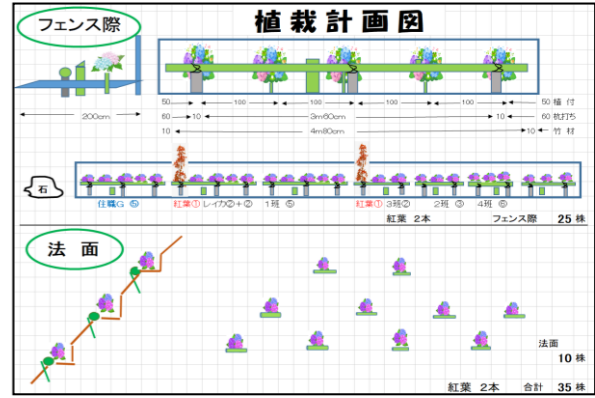 植栽計画図
フェンス際
50 100 100 100 100 50 植付
60 10 3m60cm 10 60 杭打ち
10 4m80cm 10 竹材
200cm
石
住職G ⑤ 紅葉① レイカ②+② 1班 ⑤ 紅葉① 3班② 2班 ③ 4班 ⑥
紅葉 2本 フェンス際 25 株
法 面
法面
10 株
紅葉 2本 合計 35 株